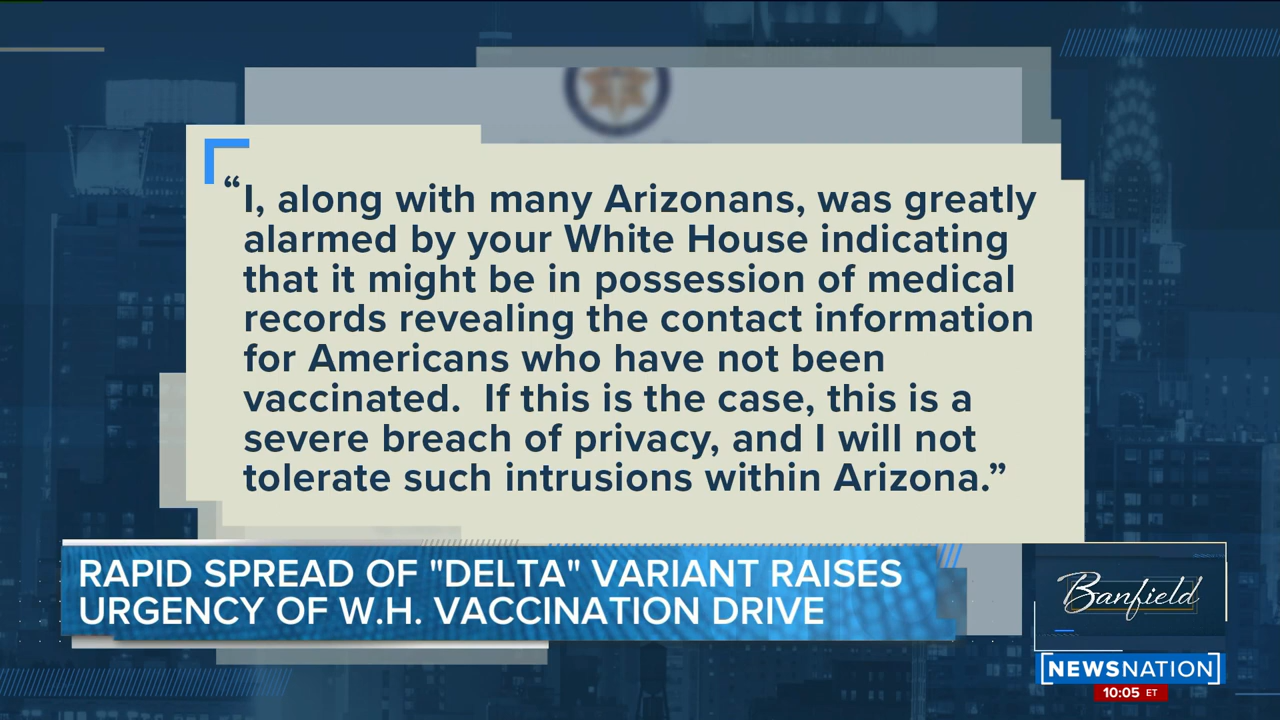 “I, along with many Arizonans, was greatly
alarmed by your White House indicating
that it might be in possession of medical
records revealing the contact information
for Americans who have not been
vaccinated.  If this is the case, this is a
severe breach of privacy, and I will not
tolerate such intrusions within Arizona.”
RAPID SPREAD OF "DELTA" VARIANT RAISES
URGENCY OF W.H. VACCINATION DRIVE
Banfield
NEWSNATION
10:05 ET